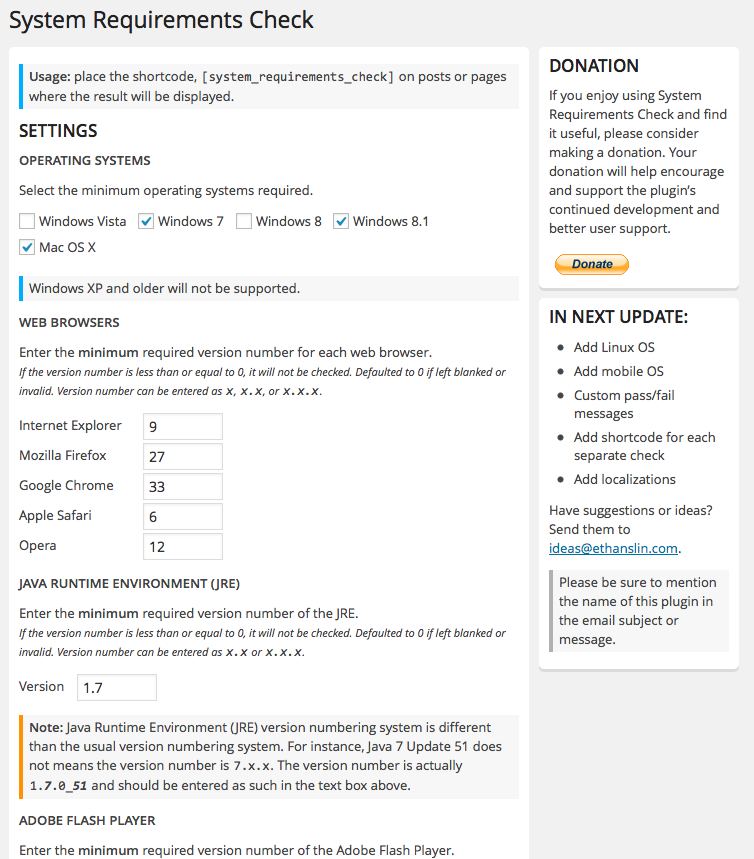 System Requirements Check
Usage: place the shortcode, [system_requirements_check] on posts or pages
where the result will be displayed.
SETTINGS
OPERATING SYSTEMS
Select the minimum operating systems required.
Windows Vista Windows 7 Windows 8 Windows 8.1
Mac OS X
Windows XP and older will not be supported.
WEB BROWSERS
Enter the minimum required version number for each web browser.
If the version number is less than or equal to 0, it will not be checked. Defaulted to 0 if left blanked or
invalid. Version number can be entered as x, x.x, or x.x.x.
Internet Explorer 9
Mozilla Firefox 27
Google Chrome 33
Apple Safari 6
Opera 12
JAVA RUNTIME ENVIRONMENT (JRE)
Enter the minimum required version number of the JRE.
If the version number is less than or equal to 0, it will not be checked. Defaulted to 0 if left blanked or
invalid. Version number can be entered as x.x or x.x.x.
Version 1.7
Note: Java Runtime Environment (JRE) version numbering system is different
than the usual version numbering system. For instance, Java 7 Update 51 does
not means the version number is 7.x.x. The version number is actually
1.7.0_51 and should be entered as such in the text box above.
ADOBE FLASH PLAYER
Enter the minimum required version number of the Adobe Flash Player.
DONATION
If you enjoy using System
Requirements Check and find
it useful, please consider
making a donation. Your
donation will help encourage
and support the plugin's
continued development and
better user support.
Donate
IN NEXT UPDATE:
Add Linux OS
Add mobile OS
Custom pass/fail
messages
Add shortcode for each
separate check
Add localizations
Have suggestions or ideas?
Send them to
ideas@ethanslin.com.
Please be sure to mention
the name of this plugin in
the email subject or
message.